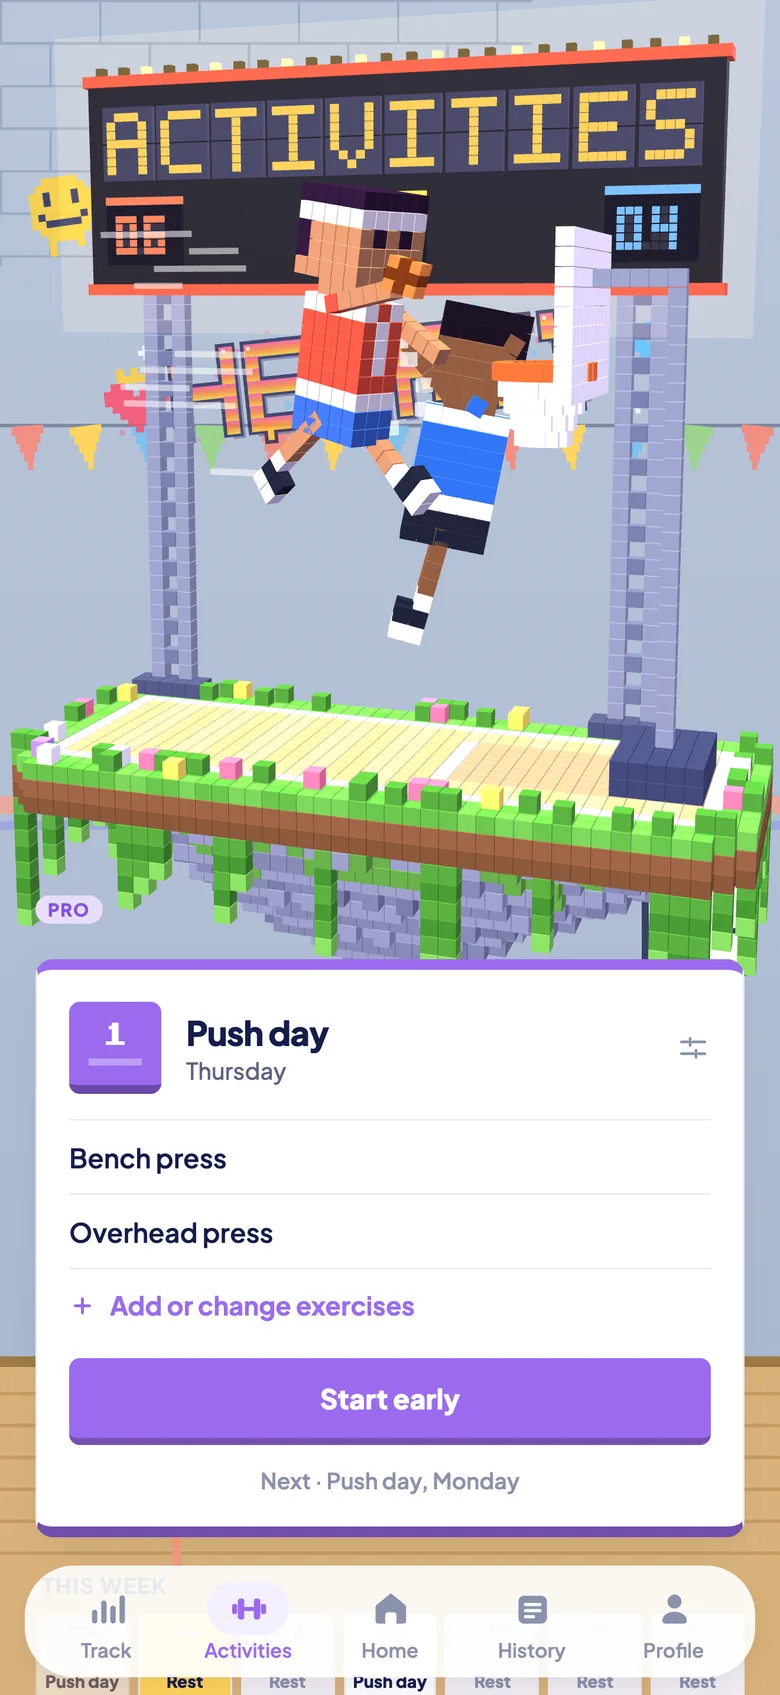 ACTIVITIES
06
04
PRO
1
Push day
Thursday
Bench press
Overhead press
+ Add or change exercises
Start early
Next · Push day, Monday
THIS WEEK
Track
Activities
Home
History
Profile
Push day
Rest
Rest
Push day
Rest
Rest
Rest